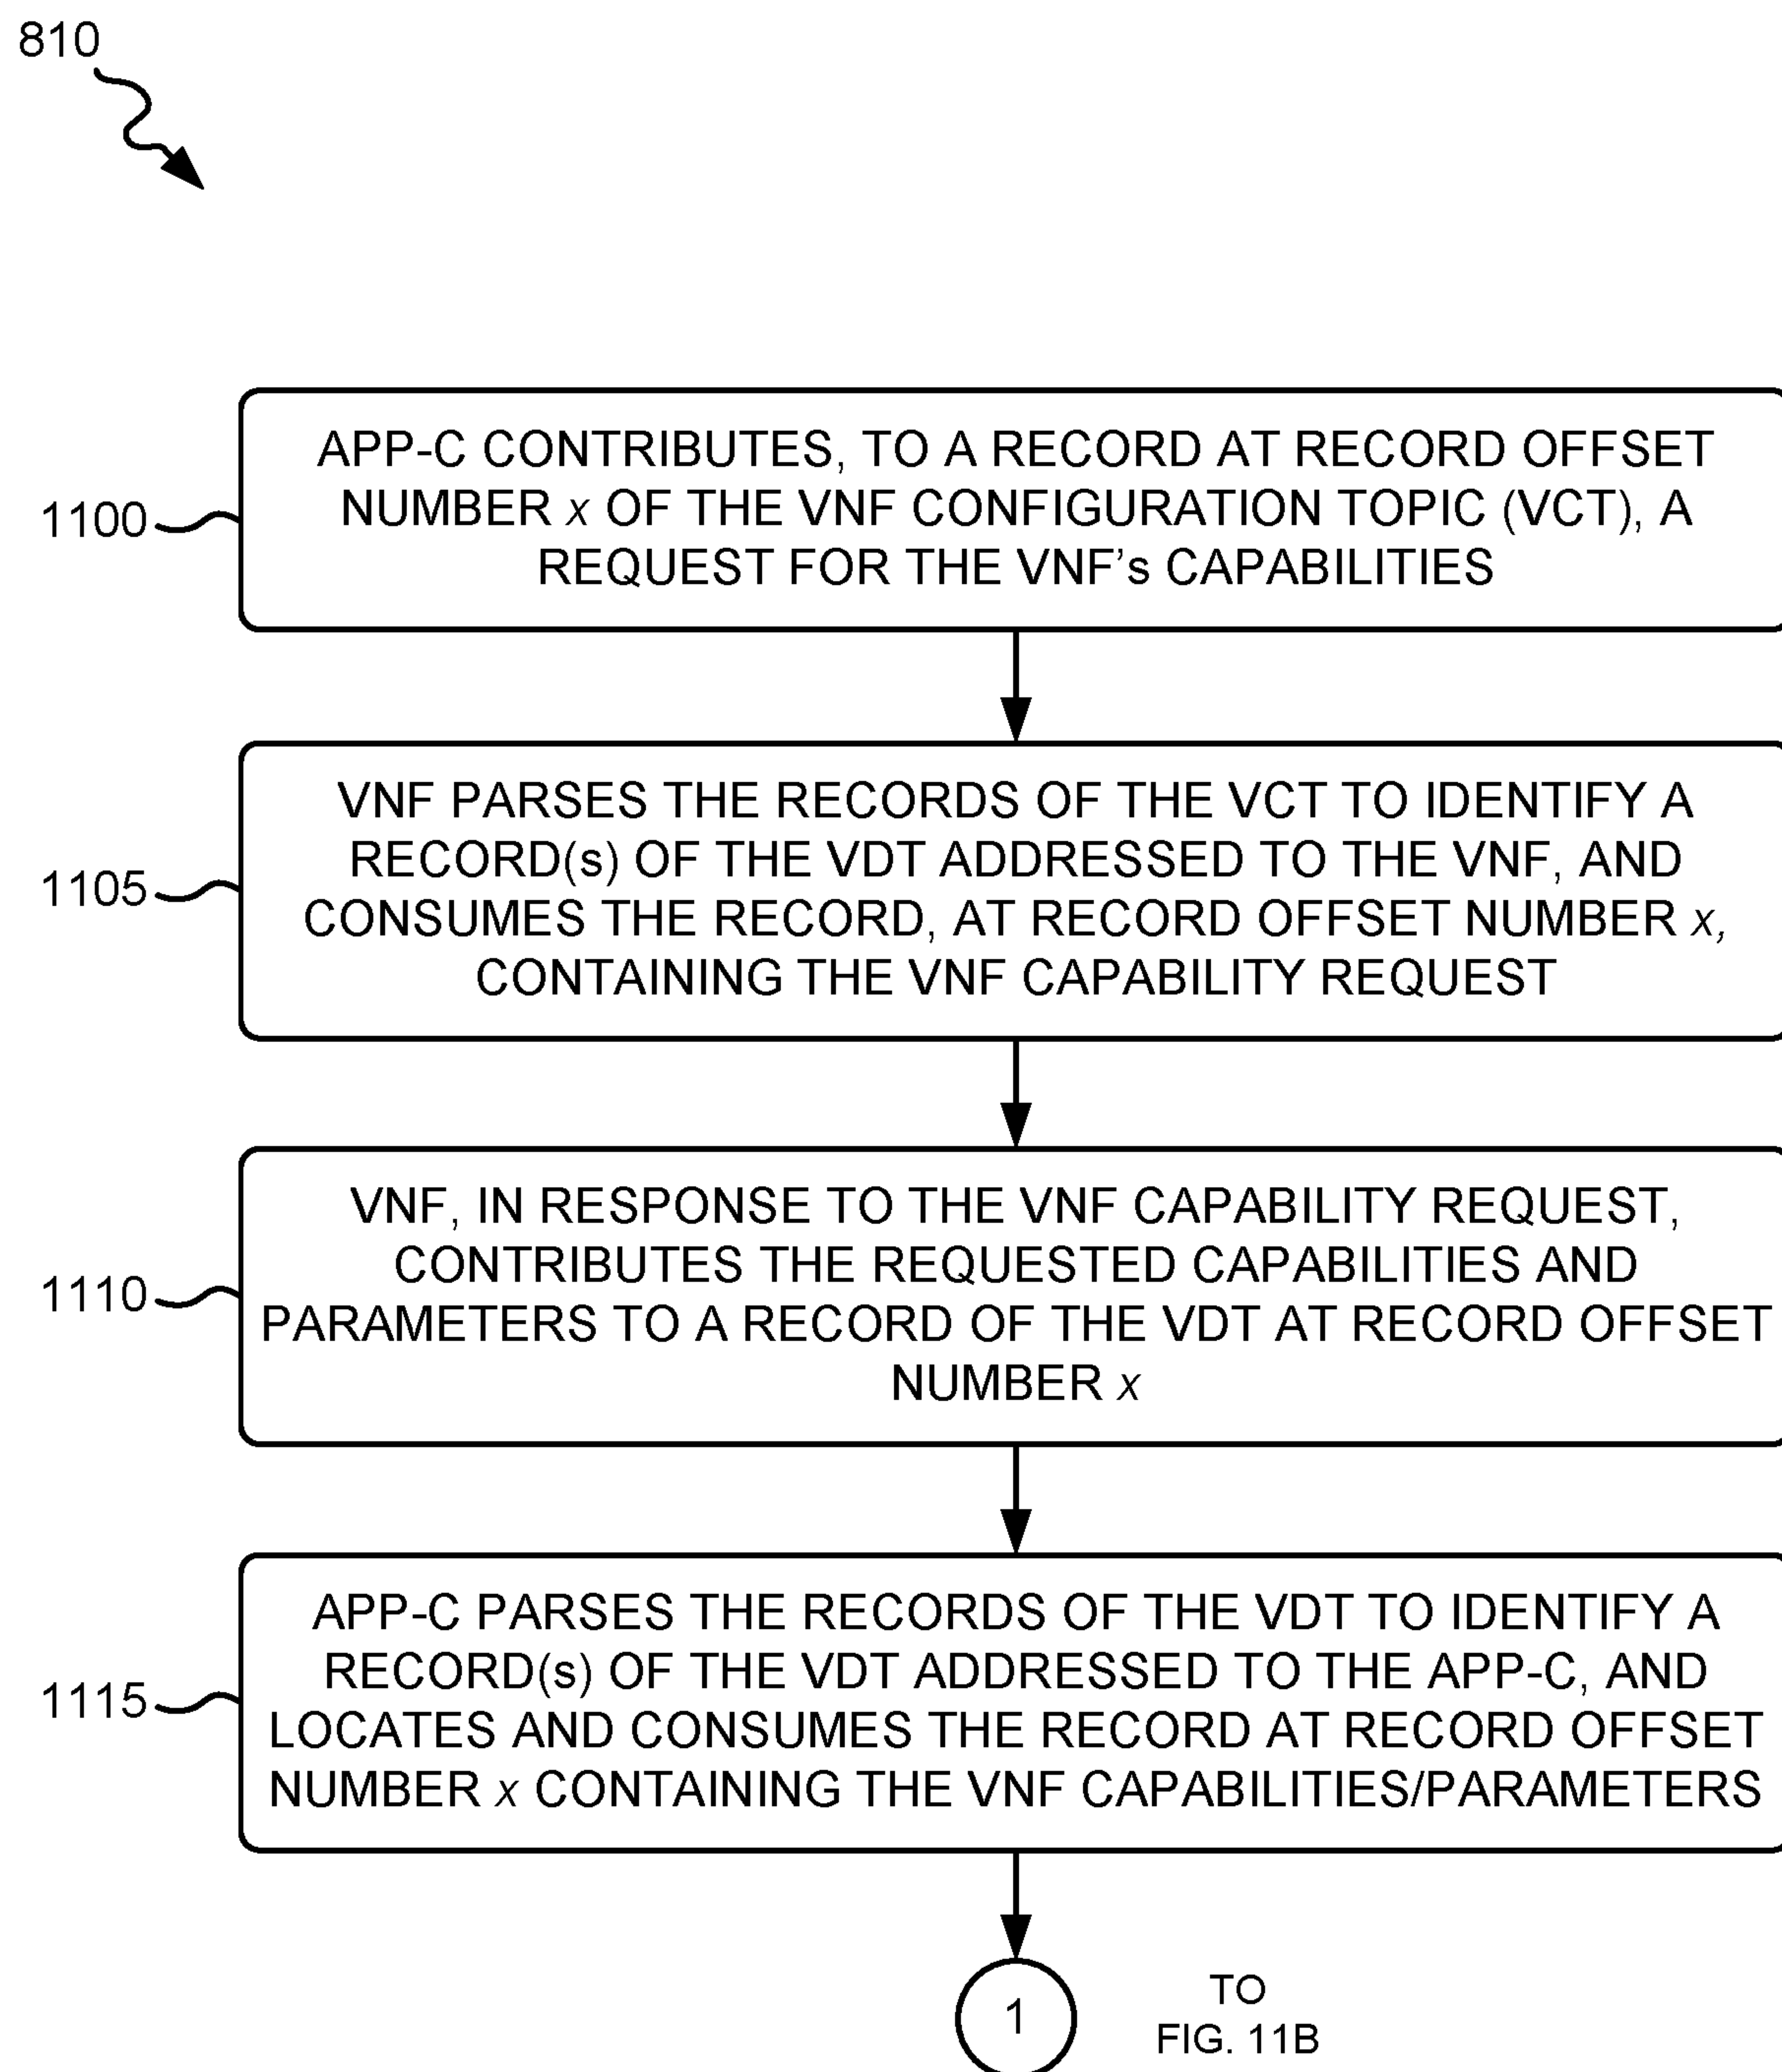 810
1100
APP-C CONTRIBUTES, TO A RECORD AT RECORD OFFSET
NUMBER x OF THE VNF CONFIGURATION TOPIC (VCT), A
REQUEST FOR THE VNF's CAPABILITIES
1105
VNF PARSES THE RECORDS OF THE VCT TO IDENTIFY A
RECORD(s) OF THE VDT ADDRESSED TO THE VNF, AND
CONSUMES THE RECORD, AT RECORD OFFSET NUMBER x,
CONTAINING THE VNF CAPABILITY REQUEST
1110
VNF, IN RESPONSE TO THE VNF CAPABILITY REQUEST,
CONTRIBUTES THE REQUESTED CAPABILITIES AND
PARAMETERS TO A RECORD OF THE VDT AT RECORD OFFSET
NUMBER x
1115
APP-C PARSES THE RECORDS OF THE VDT TO IDENTIFY A
RECORD(s) OF THE VDT ADDRESSED TO THE APP-C, AND
LOCATES AND CONSUMES THE RECORD AT RECORD OFFSET
NUMBER x CONTAINING THE VNF CAPABILITIES/PARAMETERS
1
TO
FIG. 11B